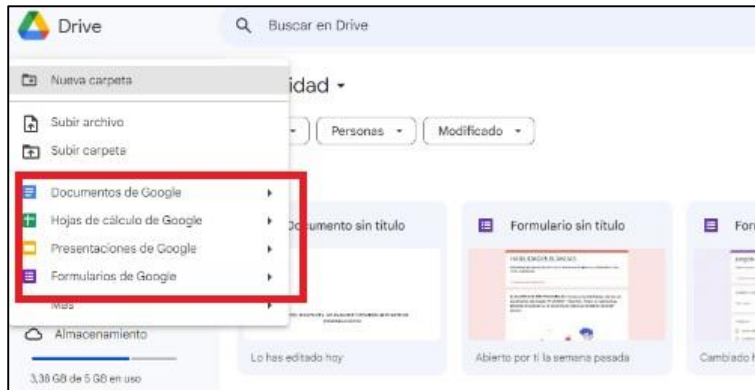 Drive
Buscar en Drive
Nueva carpeta
idad
Subir archivo
Personas
Modificado
Subir carpeta
Documentos de Google
Hojas de cálculo de Google
Documento sin título
Formulario sin título
For
Presentaciones de Google
Formularios de Google
Más
Almacenamiento
Lo has editado hoy
Abierto por ti la semana pasada
Cambiado h
3,38 GB de 5 GB en uso